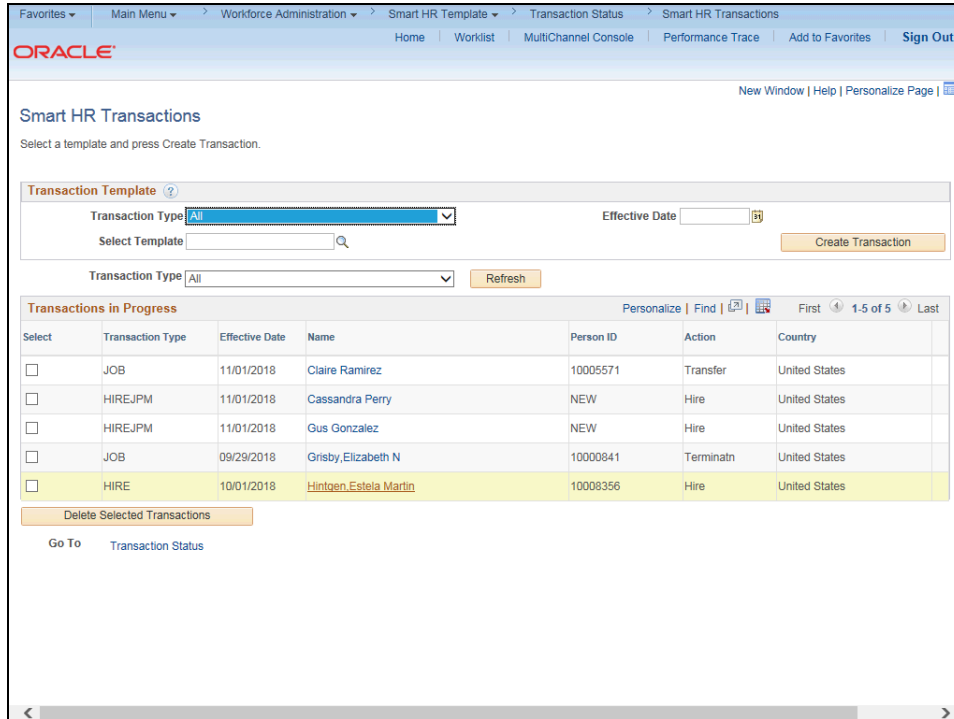 Favorites Main Menu > Workforce Administration > Smart HR Template > Transaction Status > Smart HR Transactions
Home Worklist MultiChannel Console Performance Trace Add to Favorites Sign Out
ORACLE
New Window | Help | Personalize Page |
Smart HR Transactions
Select a template and press Create Transaction.
Transaction Template ?
Transaction Type All Effective Date 31
Select Template Create Transaction
Transaction Type All Refresh
Transactions in Progress Personalize | Find | | First 1-5 of 5 Last
Select Transaction Type Effective Date Name Person ID Action Country
JOB 11/01/2018 Claire Ramirez 10005571 Transfer United States
HIREJPM 11/01/2018 Cassandra Perry NEW Hire United States
HIREJPM 11/01/2018 Gus Gonzalez NEW Hire United States
JOB 09/29/2018 Grisby,Elizabeth N 10000841 Terminatn United States
HIRE 10/01/2018 Hintgen,Estela Martin 10008356 Hire United States
Delete Selected Transactions
Go To Transaction Status